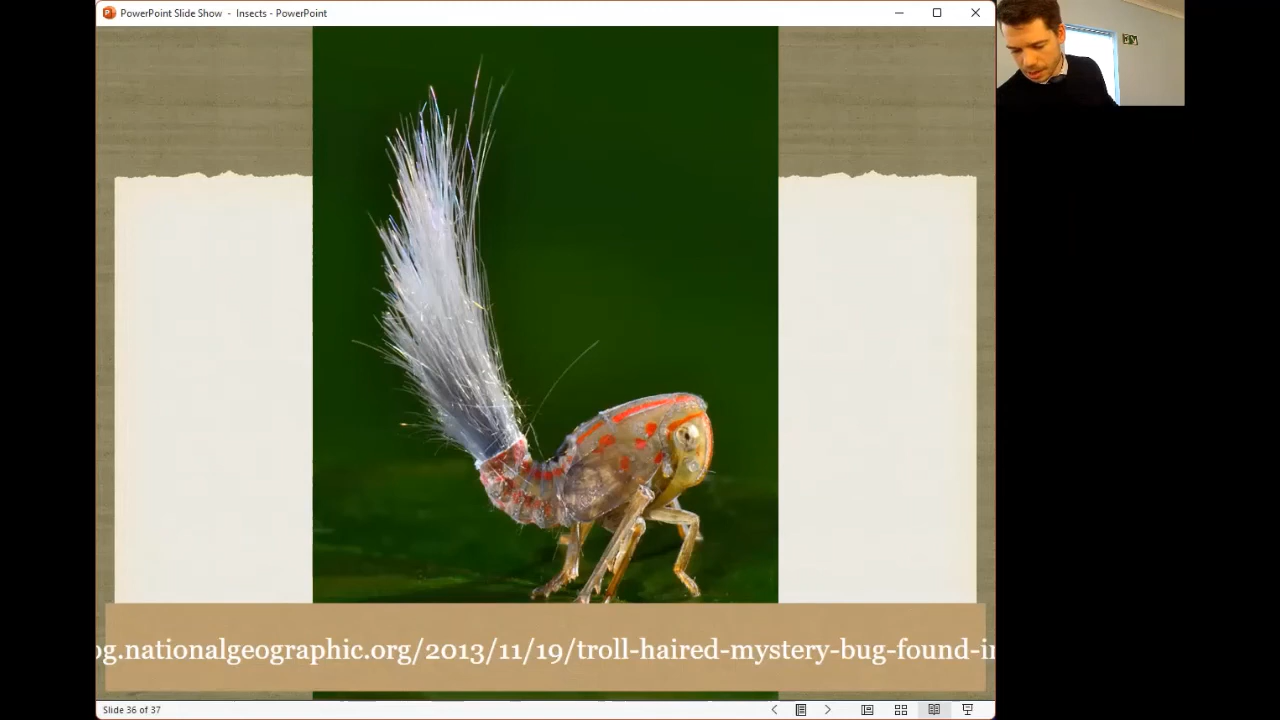 PowerPoint Slide Show - Insects - PowerPoint
og.nationalgeographic.org/2013/11/19/troll-haired-mystery-bug-found-i
Slide 36 of 37